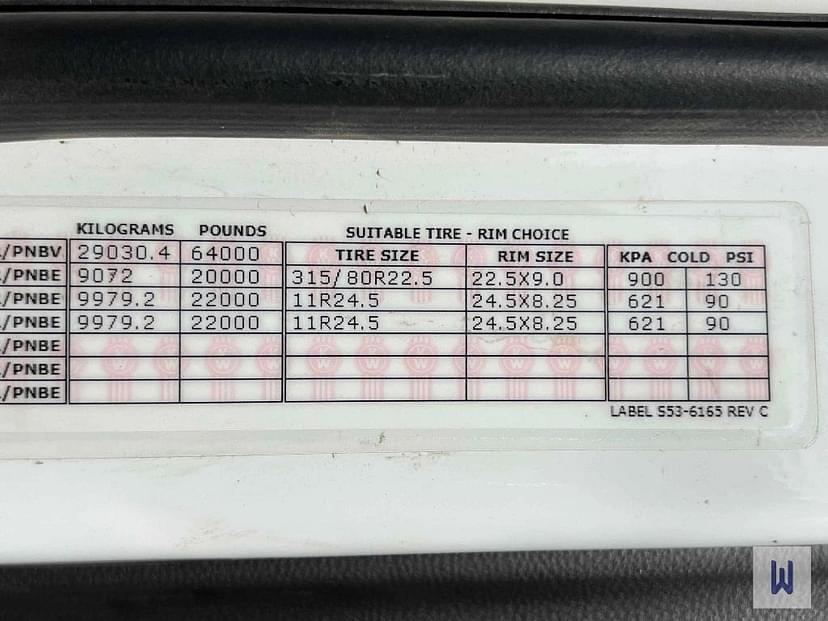 KILOGRAMS POUNDS SUITABLE TIRE - RIM CHOICE
/PNBV 29030.4 64000 TIRE SIZE RIM SIZE KPA COLD PSI
/PNBE 9072 20000 315/80R22.5 22.5X9.0 900 130
/PNBE 9979.2 22000 11R24.5 24.5X8.25 621 90
/PNBE 9979.2 22000 11R24.5 24.5X8.25 621 90
/PNBE
/PNBE
/PNBE
LABEL S53-6165 REV C
W